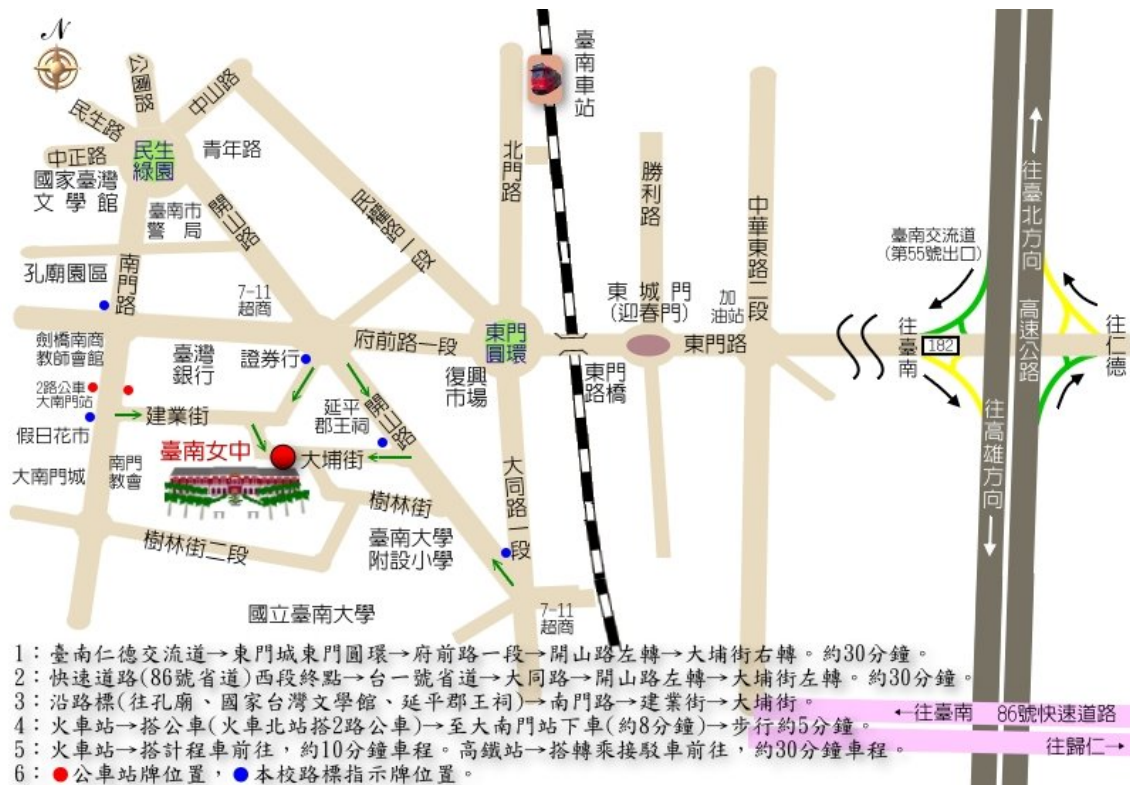 N
公園路
中山路
民生路
中正路
民生
綠園
青年路
國家臺灣
文學館
臺南市
警局
開山路
民權路一段
北門路
臺南車站
勝利路
中華東路二段
臺南交流道
(第55號出口)
往臺北方向
高速公路
孔廟園區
南門路
7-11
超商
東城門
(迎春門)
加油站
劍橋南商
教師會館
臺灣
銀行
證券行
府前路一段
東門
圓環
復興
市場
東門
路橋
東門路
往臺南
182
往仁德
往高雄方向
2路公車
大南門站
建業街
延平
郡王祠
開山路
假日花市
臺南女中
大埔街
大南門城
南門
教會
樹林街
大同路一段
樹林街二段
臺南大學
附設小學
國立臺南大學
7-11
超商
1：臺南仁德交流道→東門城東門圓環→府前路一段→開山路左轉→大埔街右轉。約30分鐘。
2：快速道路(86號省道)西段終點→台一號省道→大同路→開山路左轉→大埔街左轉。約30分鐘。
3：沿路標(往孔廟、國家台灣文學館、延平郡王祠)→南門路→建業街→大埔街。
4：火車站→搭公車(火車北站搭2路公車)→至大南門站下車(約8分鐘)→步行約5分鐘。
5：火車站→搭計程車前往，約10分鐘車程。高鐵站→搭轉乘接駁車前往，約30分鐘車程。
6：●公車站牌位置，●本校路標指示牌位置。
←往臺南 86號快速道路
往歸仁→